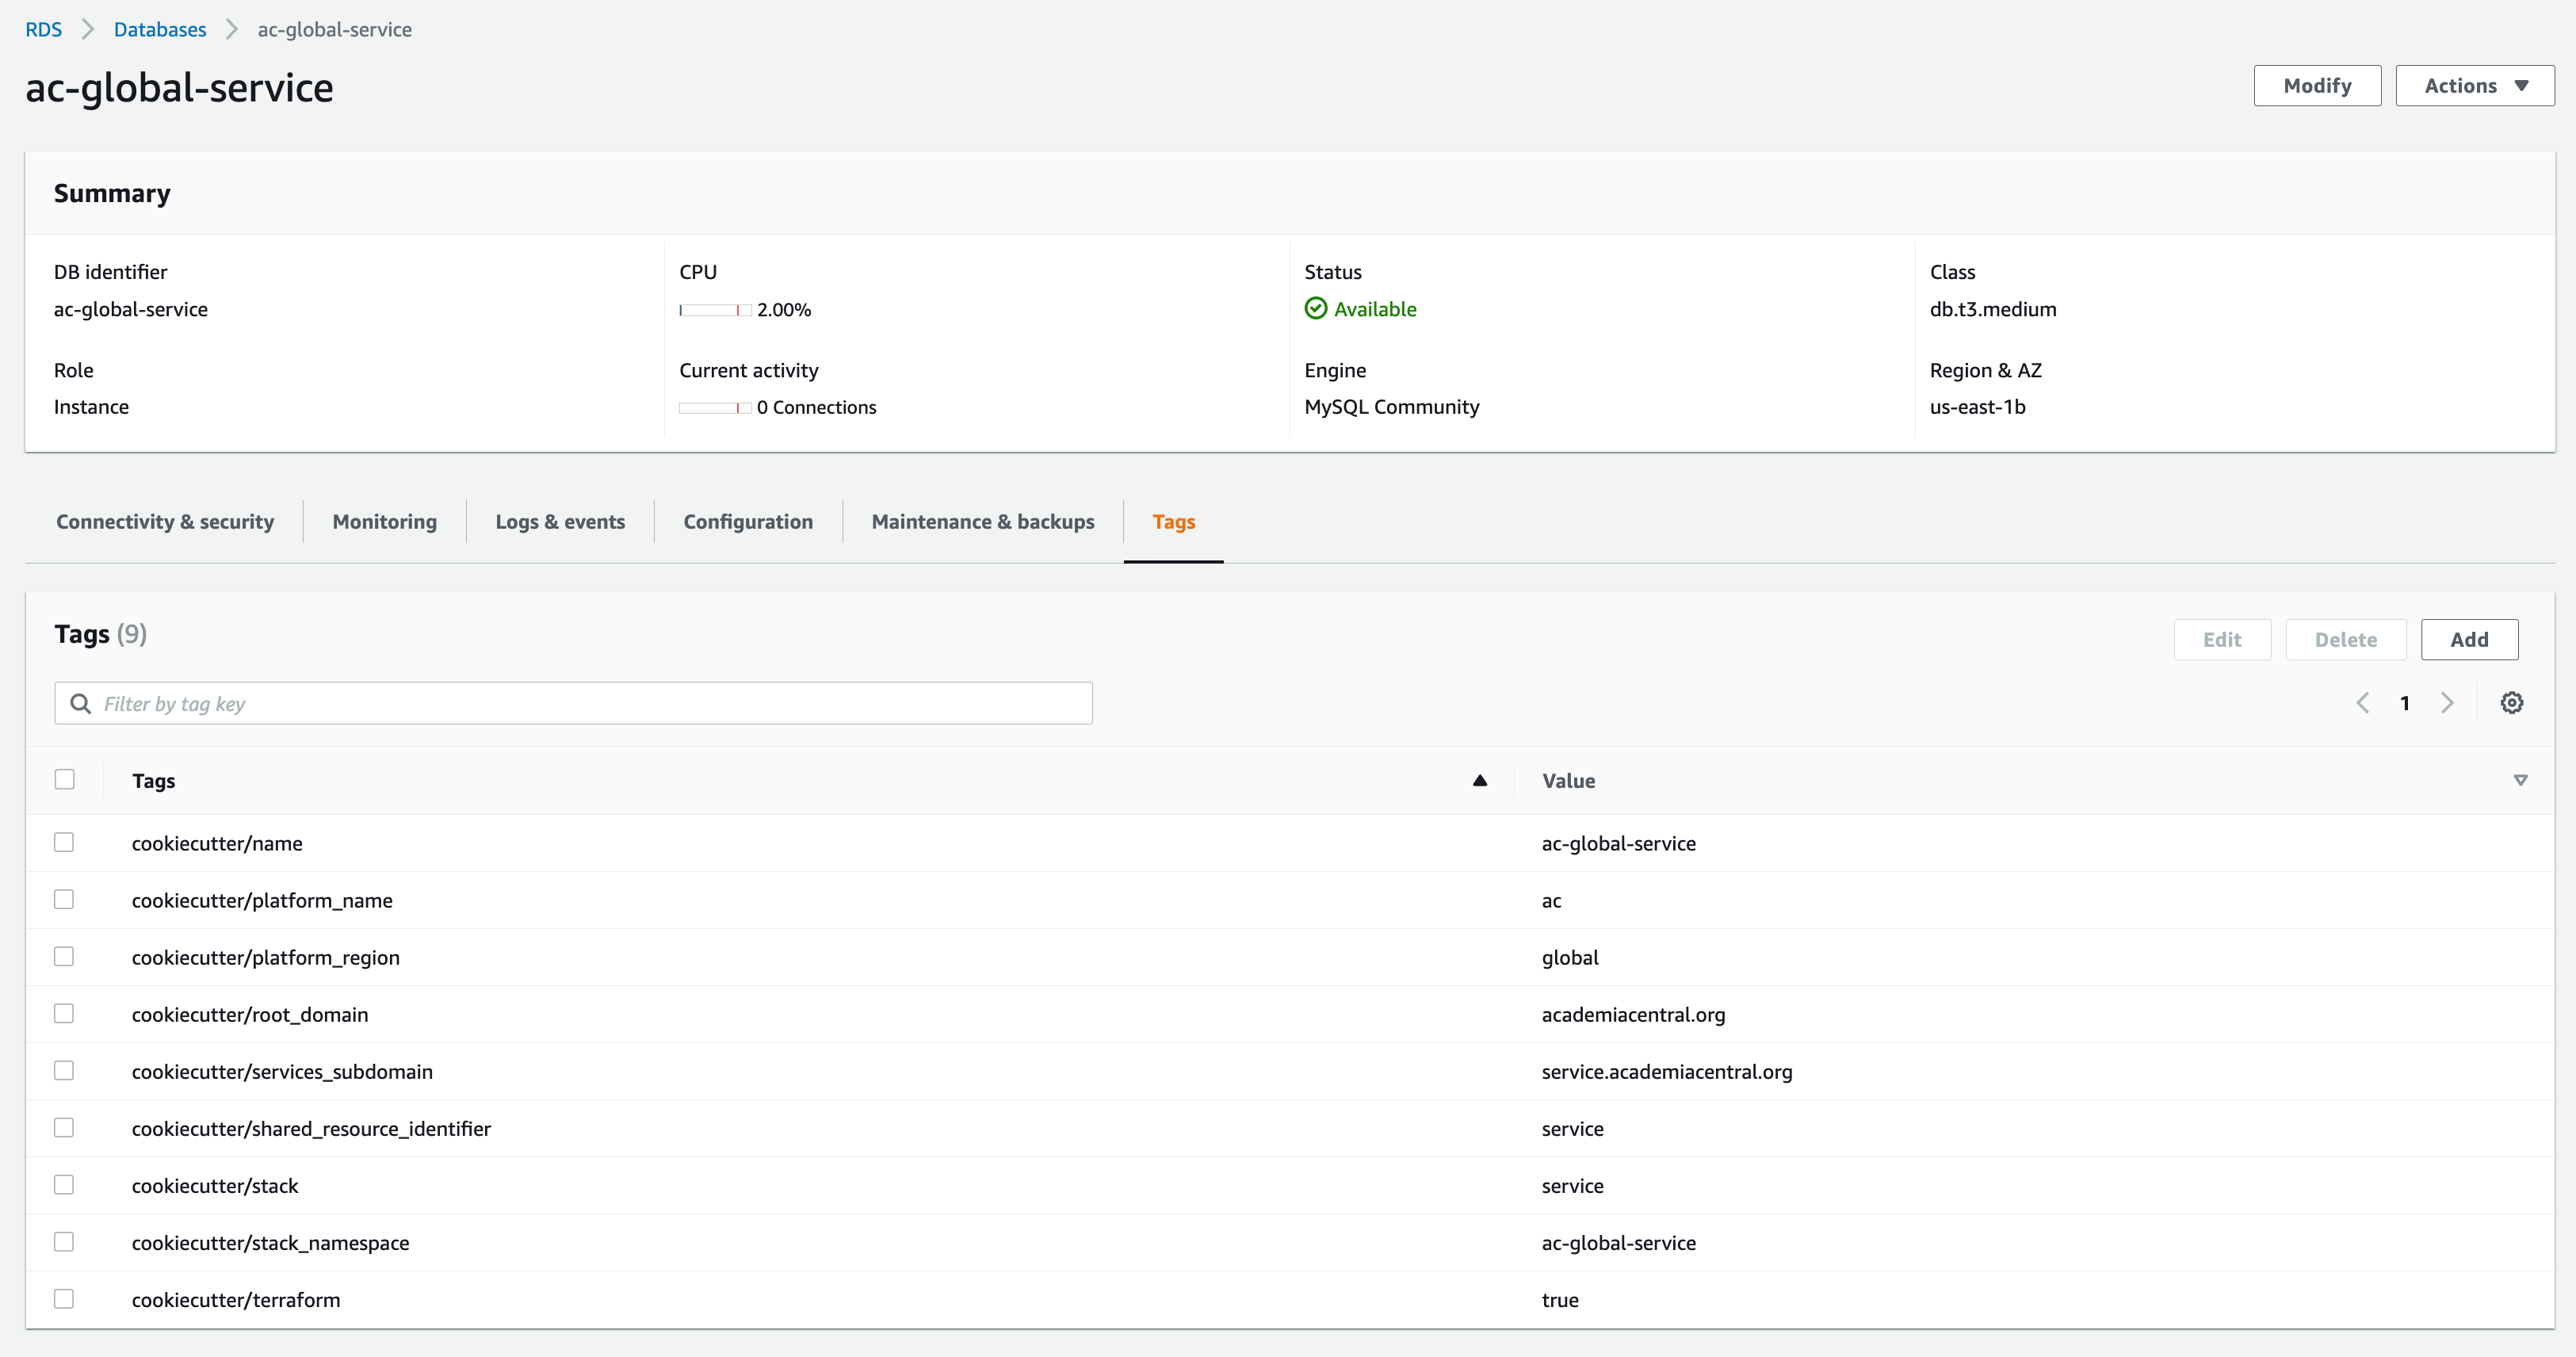 RDS > Databases > ac-global-service
ac-global-service
Modify
Actions
Summary
DB identifier
ac-global-service
CPU
2.00%
Status
Available
Class
db.t3.medium
Role
Instance
Current activity
0 Connections
Engine
MySQL Community
Region & AZ
us-east-1b
Connectivity & security
Monitoring
Logs & events
Configuration
Maintenance & backups
Tags
Tags (9)
Edit
Delete
Add
Filter by tag key
1
Tags
Value
cookiecutter/name ac-global-service
cookiecutter/platform_name ac
cookiecutter/platform_region global
cookiecutter/root_domain academiacentral.org
cookiecutter/services_subdomain service.academiacentral.org
cookiecutter/shared_resource_identifier service
cookiecutter/stack service
cookiecutter/stack_namespace ac-global-service
cookiecutter/terraform true